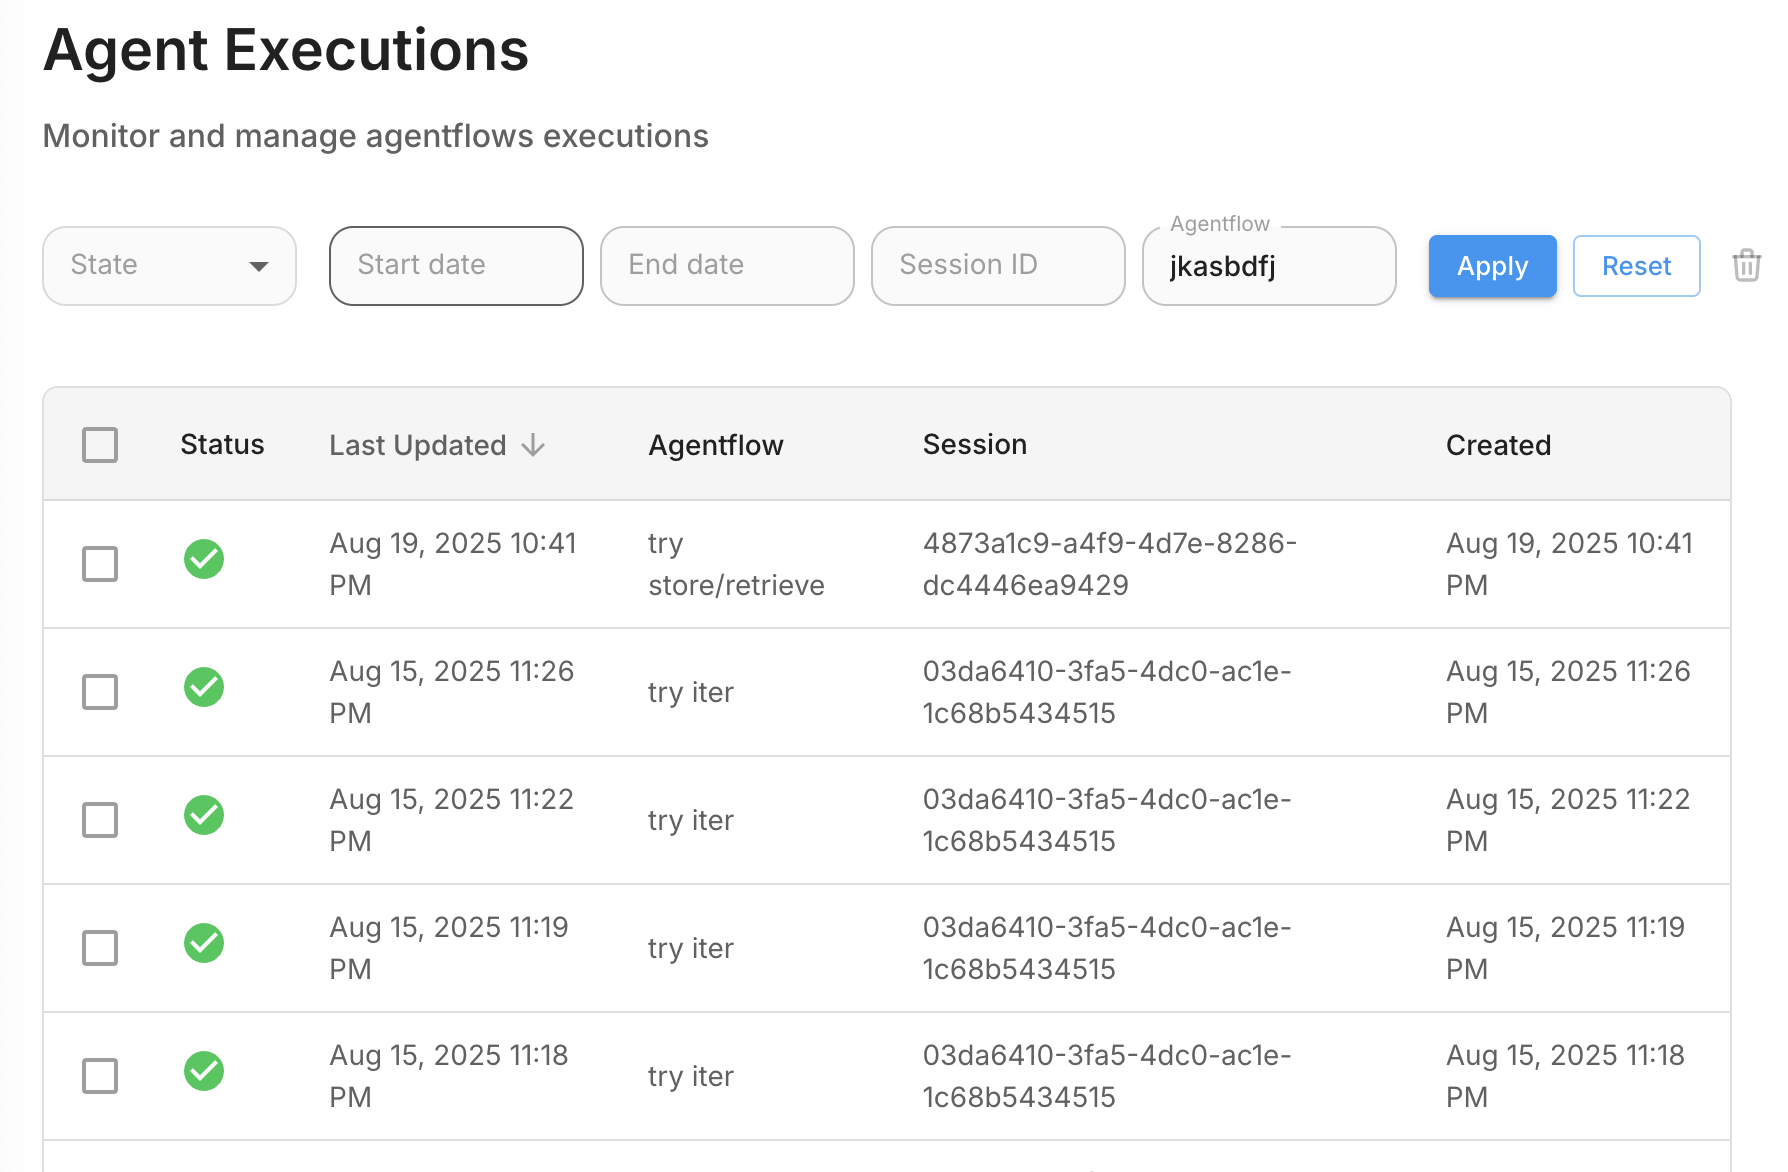 Agent Executions
Monitor and manage agentflows executions
State
Start date
End date
Session ID
Agentflow
jkasbdfj
Apply
Reset
Status
Last Updated
Agentflow
Session
Created
Aug 19, 2025 10:41
PM
try
store/retrieve
4873a1c9-a4f9-4d7e-8286-
dc4446ea9429
Aug 19, 2025 10:41
PM
Aug 15, 2025 11:26
PM
try iter
03da6410-3fa5-4dc0-ac1e-
1c68b5434515
Aug 15, 2025 11:26
PM
Aug 15, 2025 11:22
PM
try iter
03da6410-3fa5-4dc0-ac1e-
1c68b5434515
Aug 15, 2025 11:22
PM
Aug 15, 2025 11:19
PM
try iter
03da6410-3fa5-4dc0-ac1e-
1c68b5434515
Aug 15, 2025 11:19
PM
Aug 15, 2025 11:18
PM
try iter
03da6410-3fa5-4dc0-ac1e-
1c68b5434515
Aug 15, 2025 11:18
PM